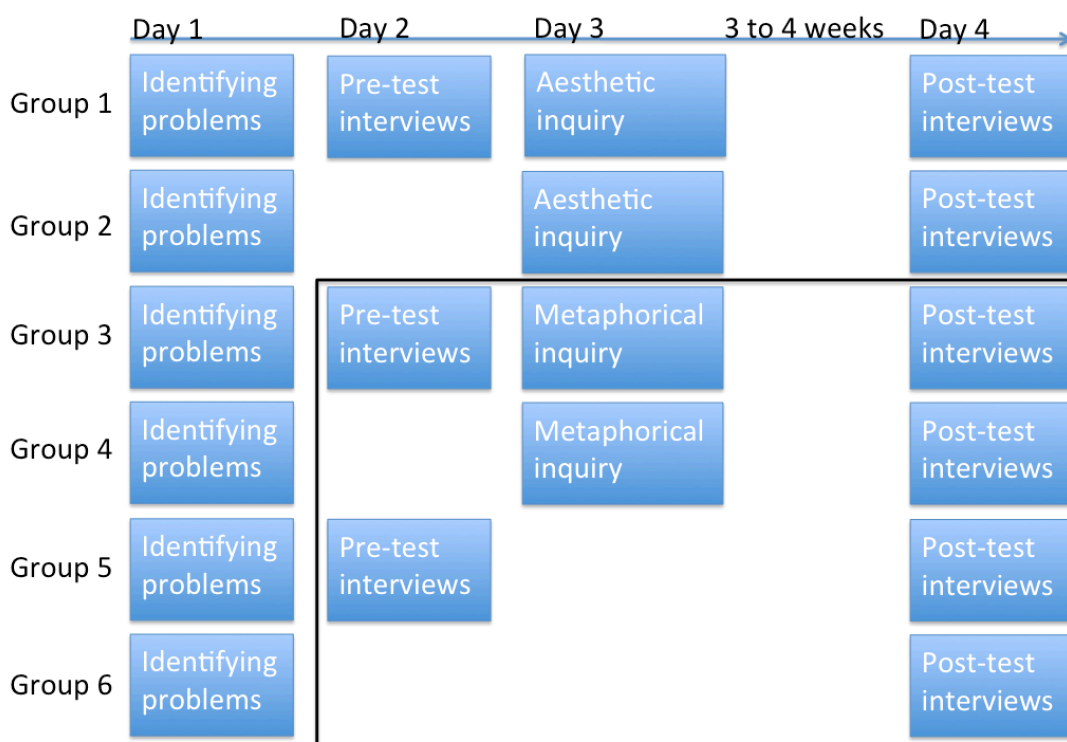 Day 1 Day 2 Day 3 3 to 4 weeks Day 4
Group 1
Identifying
problems
Pre-test
interviews
Aesthetic
inquiry
Post-test
interviews
Group 2
Identifying
problems
Aesthetic
inquiry
Post-test
interviews
Group 3
Identifying
problems
Pre-test
interviews
Metaphorical
inquiry
Post-test
interviews
Group 4
Identifying
problems
Metaphorical
inquiry
Post-test
interviews
Group 5
Identifying
problems
Pre-test
interviews
Post-test
interviews
Group 6
Identifying
problems
Post-test
interviews